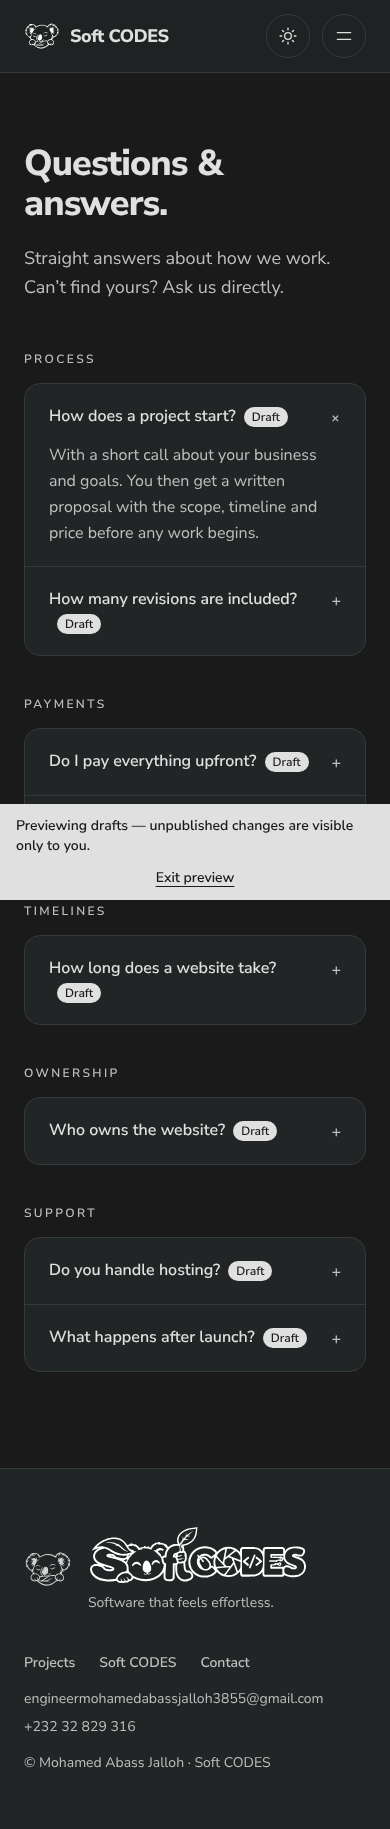 Soft CODES
Questions &
answers.
Straight answers about how we work.
Can’t find yours? Ask us directly.
PROCESS
How does a project start? Draft
×
With a short call about your business
and goals. You then get a written
proposal with the scope, timeline and
price before any work begins.
How many revisions are included?
+
Draft
PAYMENTS
Do I pay everything upfront? Draft
+
Previewing drafts — unpublished changes are visible
only to you.
Exit preview
TIMELINES
How long does a website take?
+
Draft
OWNERSHIP
Who owns the website? Draft
+
SUPPORT
Do you handle hosting? Draft
+
What happens after launch? Draft
+
SoftCODES
Software that feels effortless.
Projects Soft CODES Contact
engineermohamedabassjalloh3855@gmail.com
+232 32 829 316
© Mohamed Abass Jalloh · Soft CODES